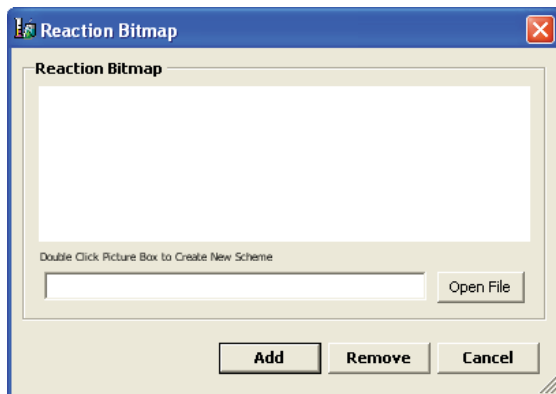 Reaction Bitmap
Reaction Bitmap
Double Click Picture Box to Create New Scheme
Open File
Add Remove Cancel